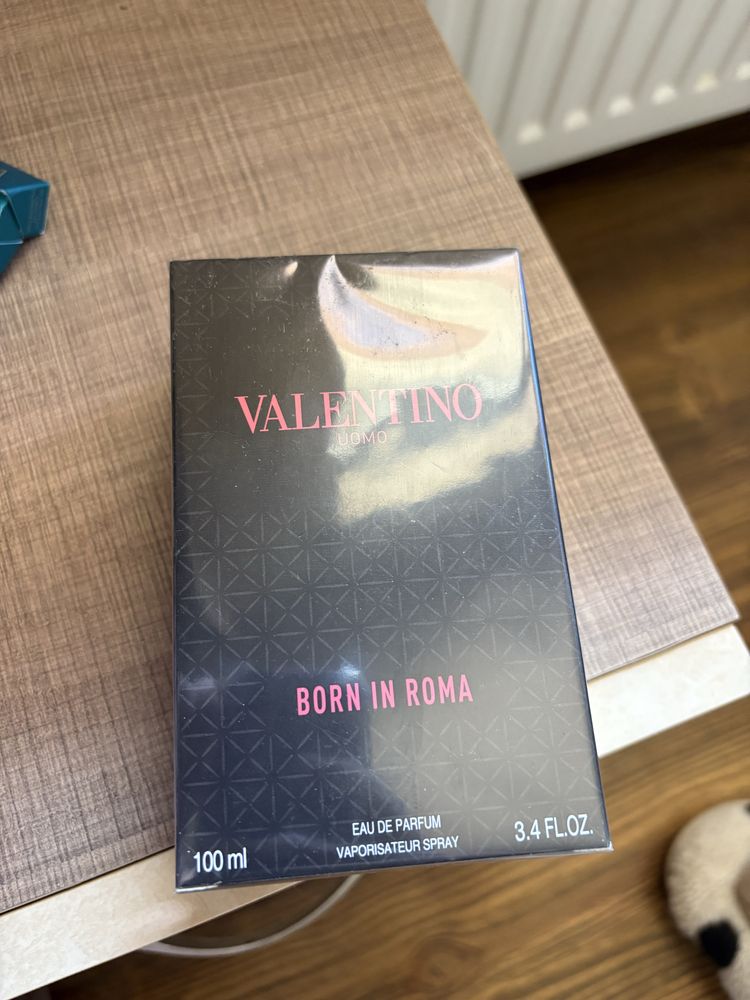 VALENTINO
UOMO
BORN IN ROMA
EAU DE PARFUM
VAPORISATEUR SPRAY
100 ml
3.4 FL.OZ.